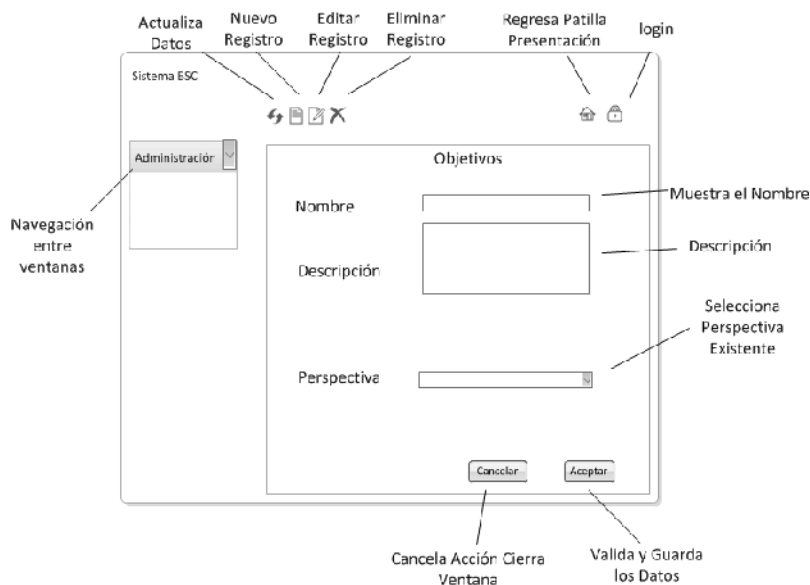 Actualiza
Datos
Nuevo
Registro
Editar
Registro
Eliminar
Registro
Regresa Patilla
Presentación
login
Sistema ESC
Administración
Objetivos
Nombre
Muestra el Nombre
Navegación
entre
ventanas
Descripción
Descripción
Selecciona
Perspectiva
Existente
Perspectiva
Cancelar
Aceptar
Cancela Acción Cierra
Ventana
Valida y Guarda
los Datos